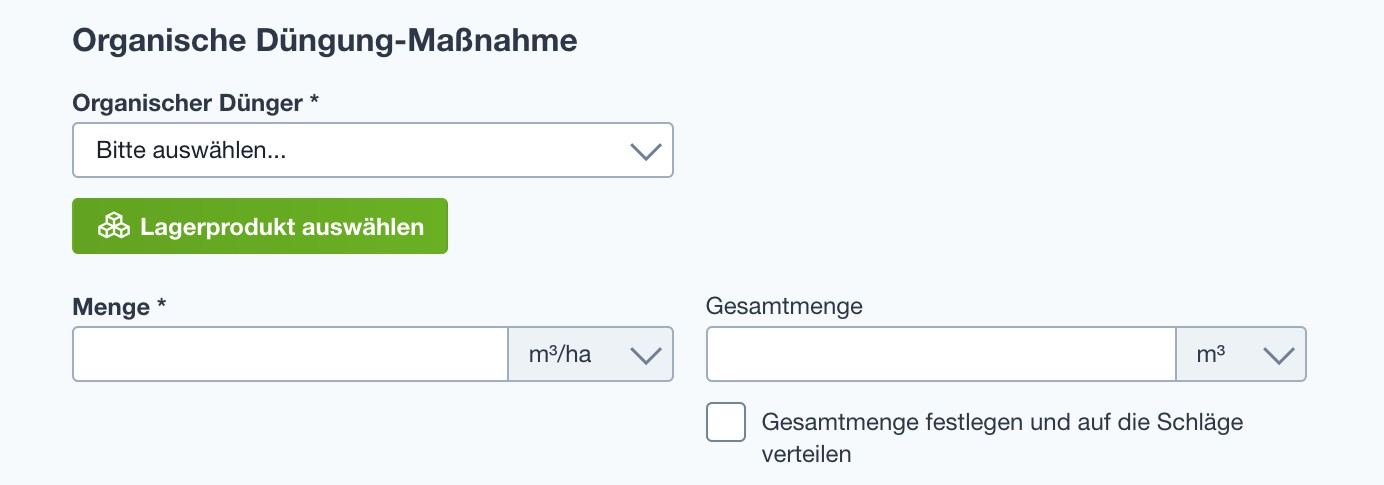 Organische Düngung-Maßnahme
Organischer Dünger *
Bitte auswählen...
Lagerprodukt auswählen
Menge *
m³/ha
Gesamtmenge
m³
Gesamtmenge festlegen und auf die Schläge
verteilen